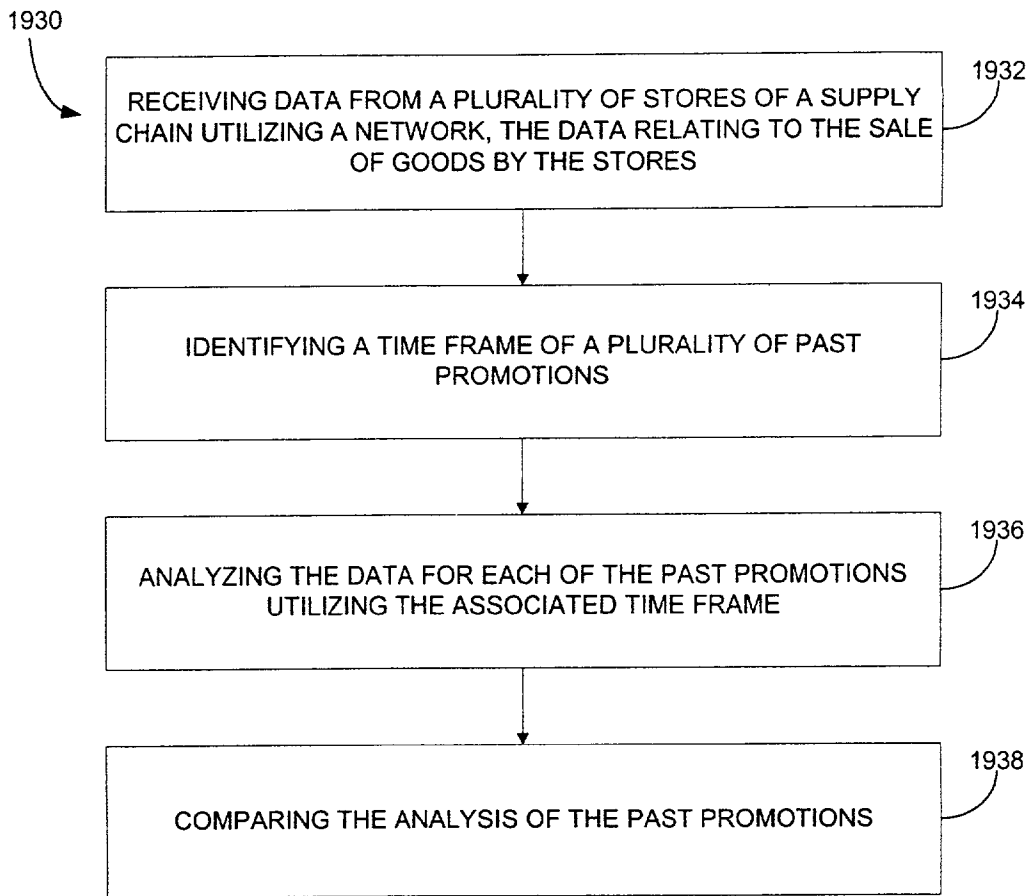 1930
1932
RECEIVING DATA FROM A PLURALITY OF STORES OF A SUPPLY
CHAIN UTILIZING A NETWORK, THE DATA RELATING TO THE SALE
OF GOODS BY THE STORES
1934
IDENTIFYING A TIME FRAME OF A PLURALITY OF PAST
PROMOTIONS
1936
ANALYZING THE DATA FOR EACH OF THE PAST PROMOTIONS
UTILIZING THE ASSOCIATED TIME FRAME
1938
COMPARING THE ANALYSIS OF THE PAST PROMOTIONS